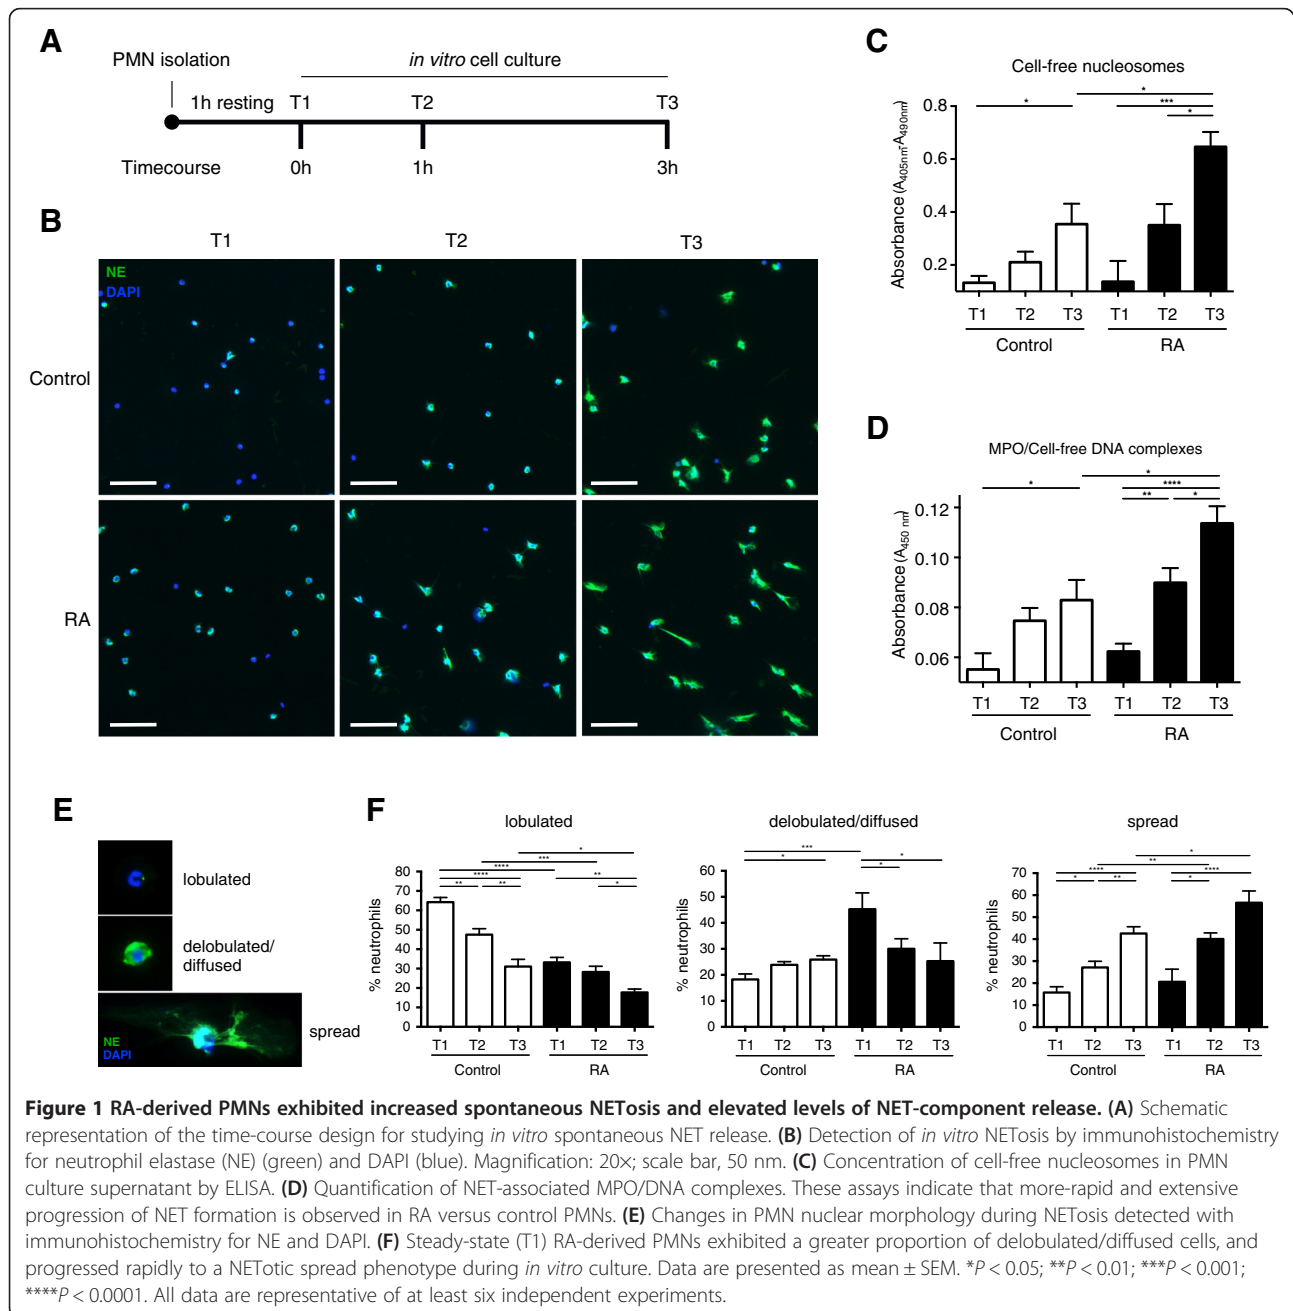 A
PMN isolation
in vitro cell culture
1h resting T1 T2 T3
Timecourse 0h 1h 3h
B
T1 T2 T3
NE
DAPI
Control
RA
C
Cell-free nucleosomes
*
***
* *
Absorbance (A405nm-A490nm)
0.8
0.6
0.4
0.2
T1 T2 T3 T1 T2 T3
Control RA
D
MPO/Cell-free DNA complexes
*
* ****
** *
Absorbance (A450 nm)
0.12
0.10
0.08
0.06
T1 T2 T3 T1 T2 T3
Control RA
E
lobulated
delobulated/
diffused
spread
NE
DAPI
F
lobulated
*
***
****
**** **
** ** *
% neutrophils
80
70
60
50
40
30
20
10
0
T1 T2 T3 T1 T2 T3
Control RA
delobulated/diffused
***
* *
*
% neutrophils
60
50
40
30
20
10
0
T1 T2 T3 T1 T2 T3
Control RA
spread
*
**
**** ****
* ** *
% neutrophils
70
60
50
40
30
20
10
0
T1 T2 T3 T1 T2 T3
Control RA
Figure 1 RA-derived PMNs exhibited increased spontaneous NETosis and elevated levels of NET-component release. (A) Schematic
representation of the time-course design for studying in vitro spontaneous NET release. (B) Detection of in vitro NETosis by immunohistochemistry
for neutrophil elastase (NE) (green) and DAPI (blue). Magnification: 20×; scale bar, 50 nm. (C) Concentration of cell-free nucleosomes in PMN
culture supernatant by ELISA. (D) Quantification of NET-associated MPO/DNA complexes. These assays indicate that more-rapid and extensive
progression of NET formation is observed in RA versus control PMNs. (E) Changes in PMN nuclear morphology during NETosis detected with
immunohistochemistry for NE and DAPI. (F) Steady-state (T1) RA-derived PMNs exhibited a greater proportion of delobulated/diffused cells, and
progressed rapidly to a NETotic spread phenotype during in vitro culture. Data are presented as mean ± SEM. *P < 0.05; **P < 0.01; ***P < 0.001;
****P < 0.0001. All data are representative of at least six independent experiments.